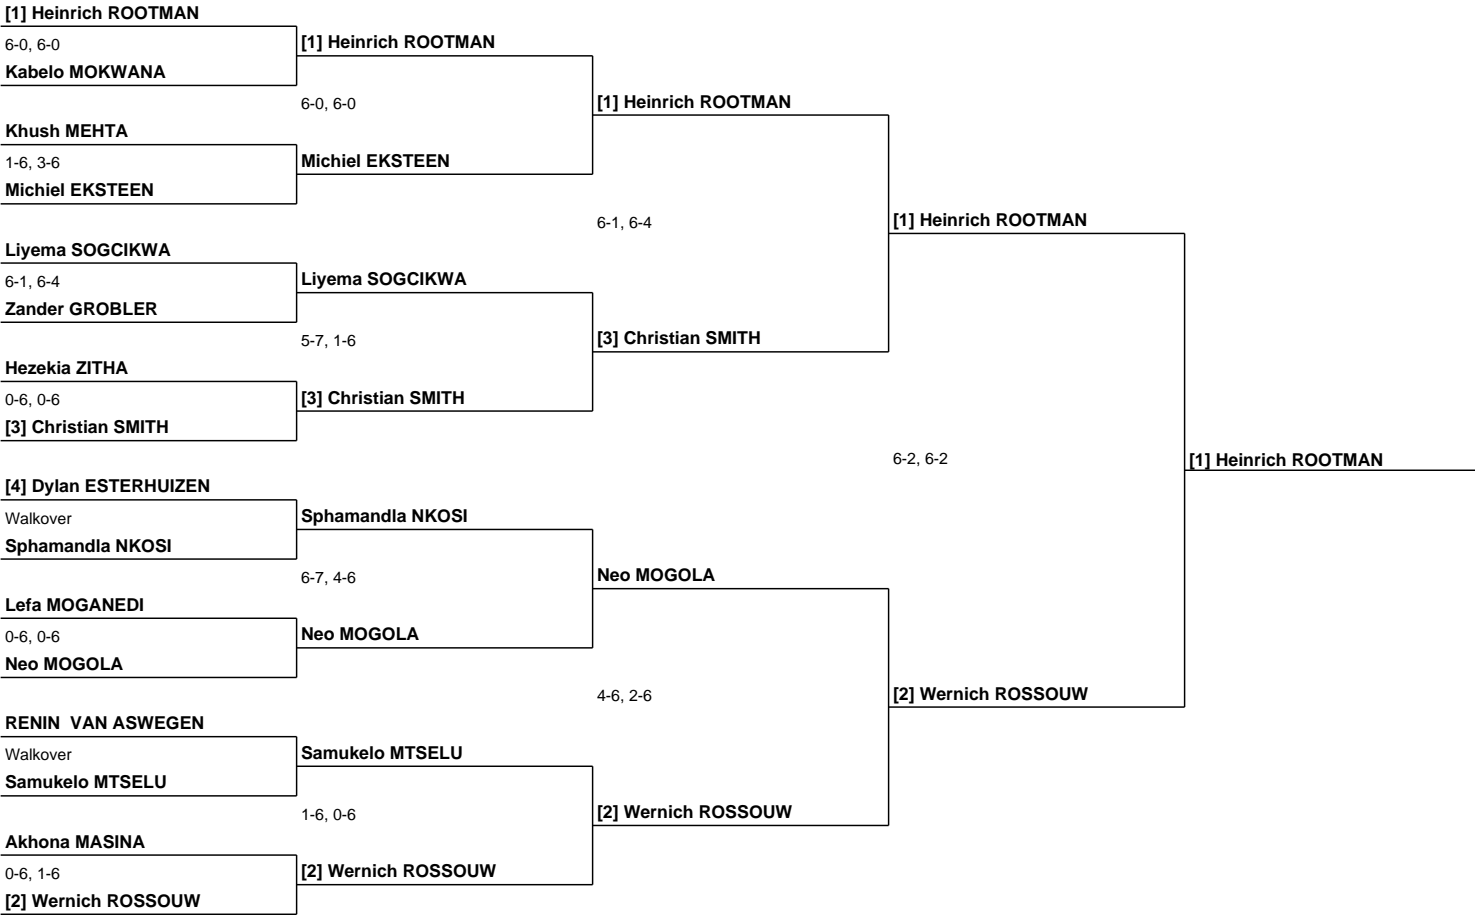 [1] Heinrich ROOTMAN
6-0, 6-0
Kabelo MOKWANA
Khush MEHTA
1-6, 3-6
Michiel EKSTEEN
Liyema SOGCIKWA
6-1, 6-4
Zander GROBLER
Hezekia ZITHA
0-6, 0-6
[3] Christian SMITH
[4] Dylan ESTERHUIZEN
Walkover
Sphamandla NKOSI
Lefa MOGANEDI
0-6, 0-6
Neo MOGOLA
RENIN  VAN ASWEGEN
Walkover
Samukelo MTSELU
Akhona MASINA
0-6, 1-6
[2] Wernich ROSSOUW
[1] Heinrich ROOTMAN
6-0, 6-0
Michiel EKSTEEN
Liyema SOGCIKWA
5-7, 1-6
[3] Christian SMITH
Sphamandla NKOSI
6-7, 4-6
Neo MOGOLA
Samukelo MTSELU
1-6, 0-6
[2] Wernich ROSSOUW
[1] Heinrich ROOTMAN
6-1, 6-4
[3] Christian SMITH
Neo MOGOLA
4-6, 2-6
[2] Wernich ROSSOUW
[1] Heinrich ROOTMAN
6-2, 6-2
[2] Wernich ROSSOUW
[1] Heinrich ROOTMAN